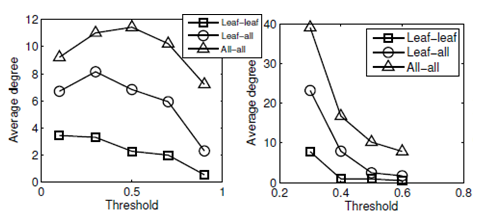 12
10
8
6
4
2
0
Average degree
0
0.5
1
Threshold
Leaf-leaf
Leaf-all
All-all
40
30
20
10
0
Average degree
0.2
0.4
0.6
0.8
Threshold
Leaf-leaf
Leaf-all
All-all